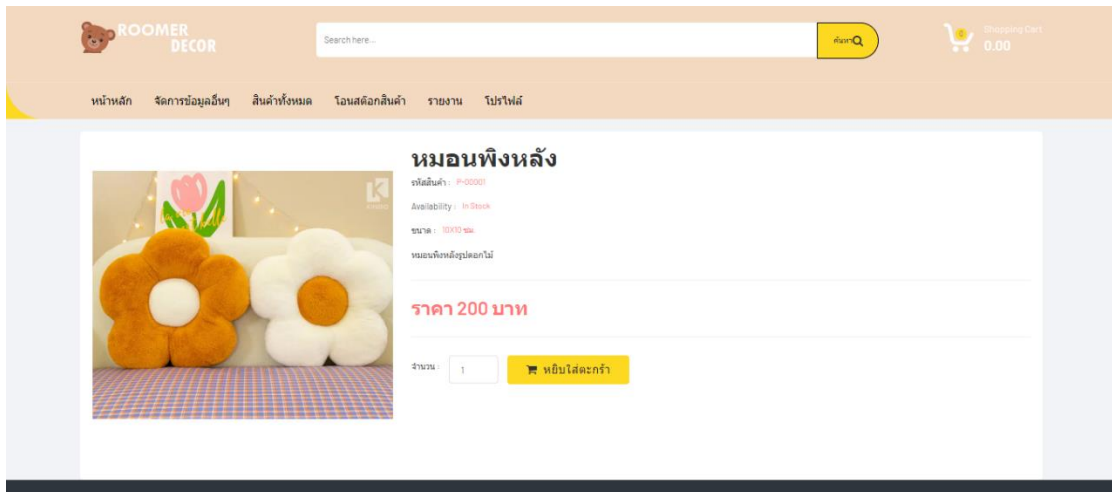 ROOMER
DECOR
Search here...
ค้นหา
0
Shopping Cart
0.00
หน้าหลัก จัดการข้อมูลอื่นๆ สินค้าทั้งหมด โอนสต๊อกสินค้า รายงาน โปรไฟล์
หมอนพิงหลัง
รหัสสินค้า : P-00001
Availability : In Stock
ขนาด : 10X10 ซม.
หมอนพิงหลังรูปดอกไม้
ราคา 200 บาท
จำนวน : 1 หยิบใส่ตะกร้า
K